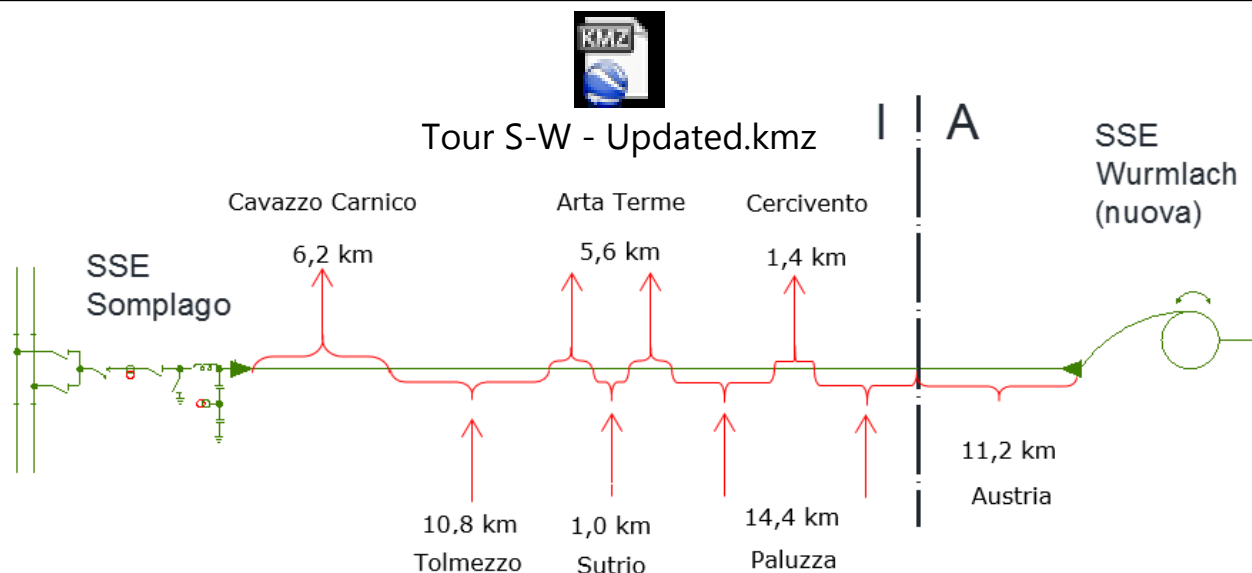 KMZ
Tour S-W - Updated.kmz
I A
SSE
Wurmlach
(nuova)
Cavazzo Carnico
Arta Terme
Cercivento
6,2 km
5,6 km
1,4 km
SSE
Somplago
11,2 km
Austria
10,8 km
Tolmezzo
1,0 km
Sutrio
14,4 km
Paluzza